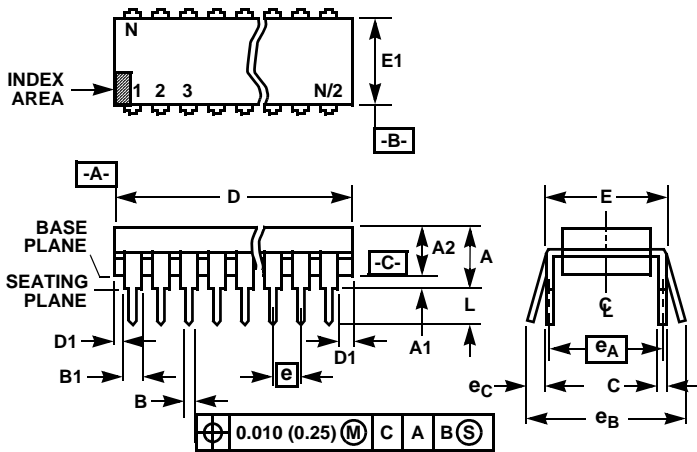 N
E1
INDEX
AREA
1 2 3 N/2
-B-
-A-
D
E
BASE
PLANE
A2
A
-C-
SEATING
PLANE
L
C
L
D1
A1
D1
eA
B1
e
eC
C
B
eB
0.010 (0.25) M C A B S